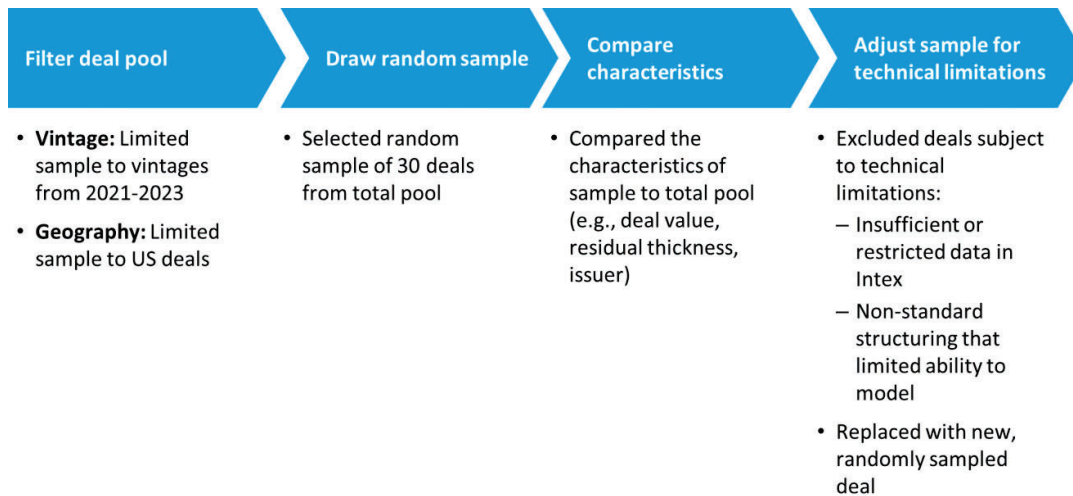 Filter deal pool
Draw random sample
Compare
characteristics
Adjust sample for
technical limitations
• Vintage: Limited
sample to vintages
from 2021-2023
• Geography: Limited
sample to US deals
• Selected random
sample of 30 deals
from total pool
• Compared the
characteristics of
sample to total pool
(e.g., deal value,
residual thickness,
issuer)
• Excluded deals subject
to technical
limitations:
– Insufficient or
restricted data in
Intex
– Non-standard
structuring that
limited ability to
model
• Replaced with new,
randomly sampled
deal